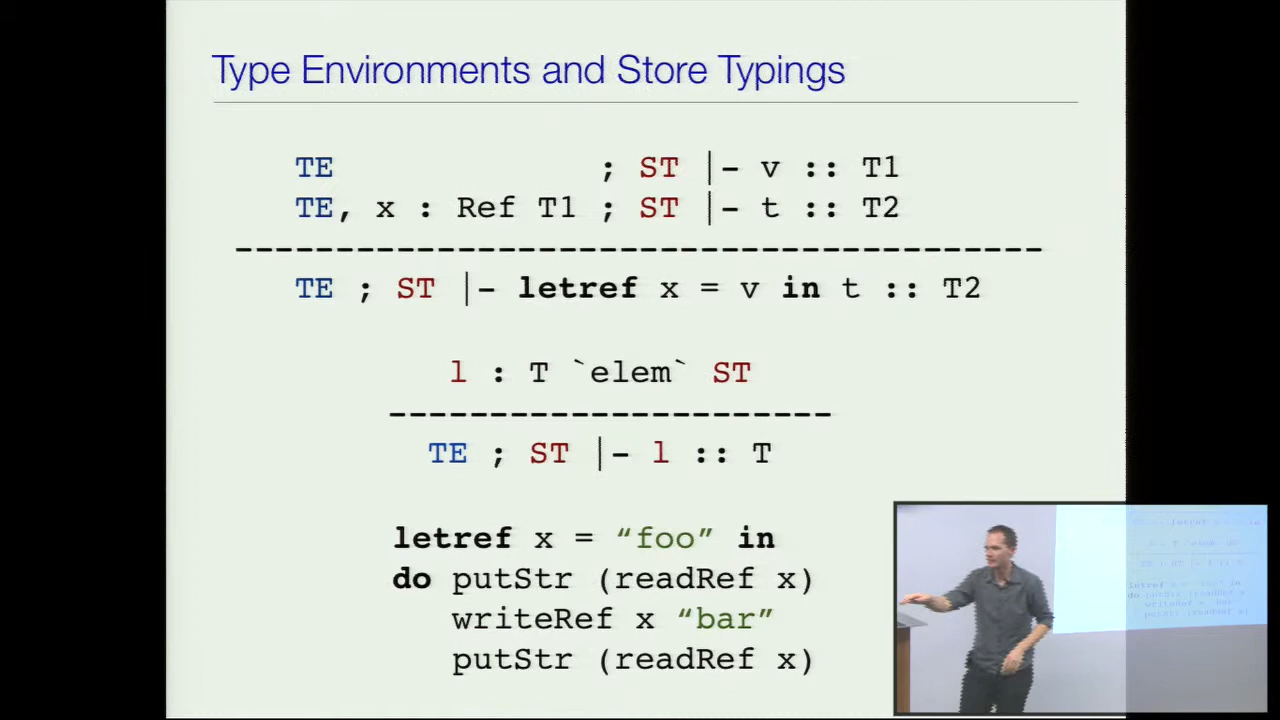 Type Environments and Store Typings
TE ; ST |- v :: T1
TE, x : Ref T1 ; ST |- t :: T2
-----------------------------------------
TE ; ST |- letref x = v in t :: T2
l : T `elem` ST
----------------------
TE ; ST |- l :: T
letref x = “foo” in
do putStr (readRef x)
writeRef x “bar”
putStr (readRef x)